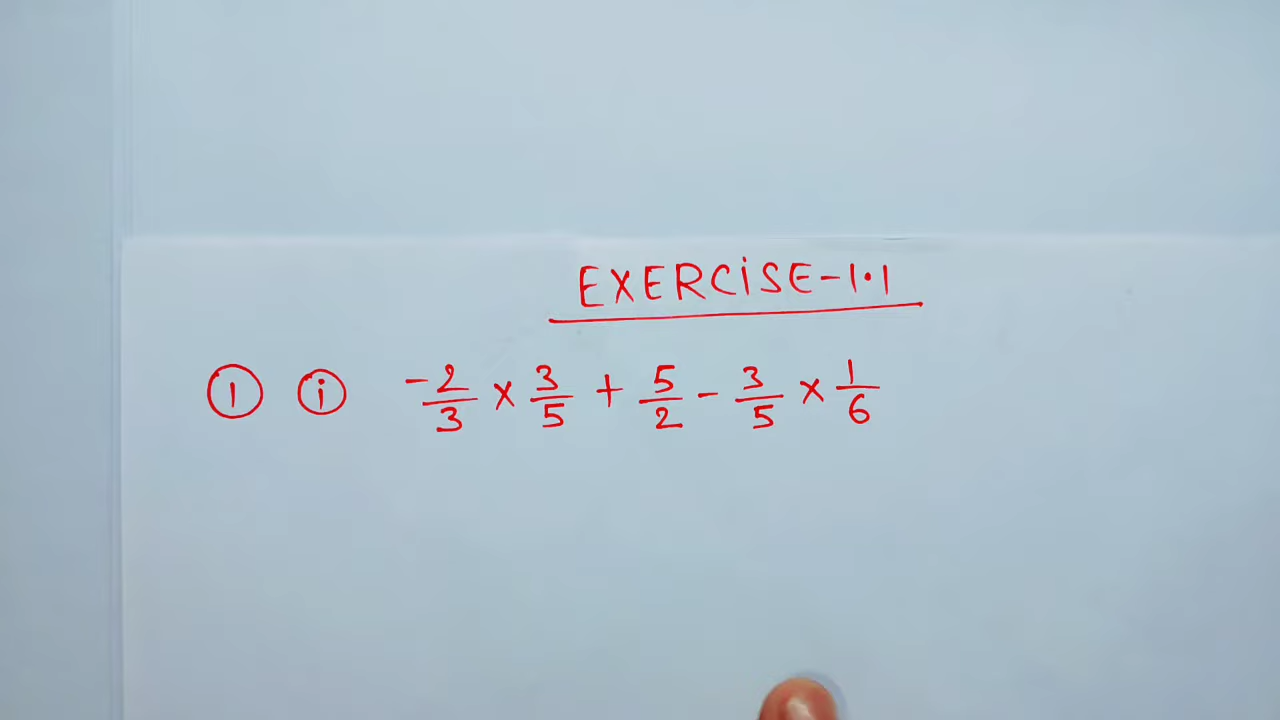 EXERCISE-1.1
① ⓘ -2/3 × 3/5 + 5/2 - 3/5 × 1/6